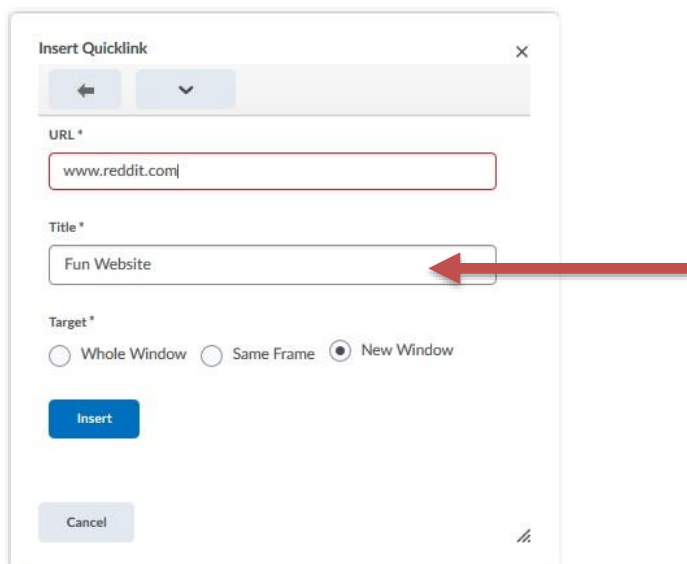 Insert Quicklink
URL *
www.reddit.com
Title *
Fun Website
Target *
Whole Window Same Frame New Window
Insert
Cancel